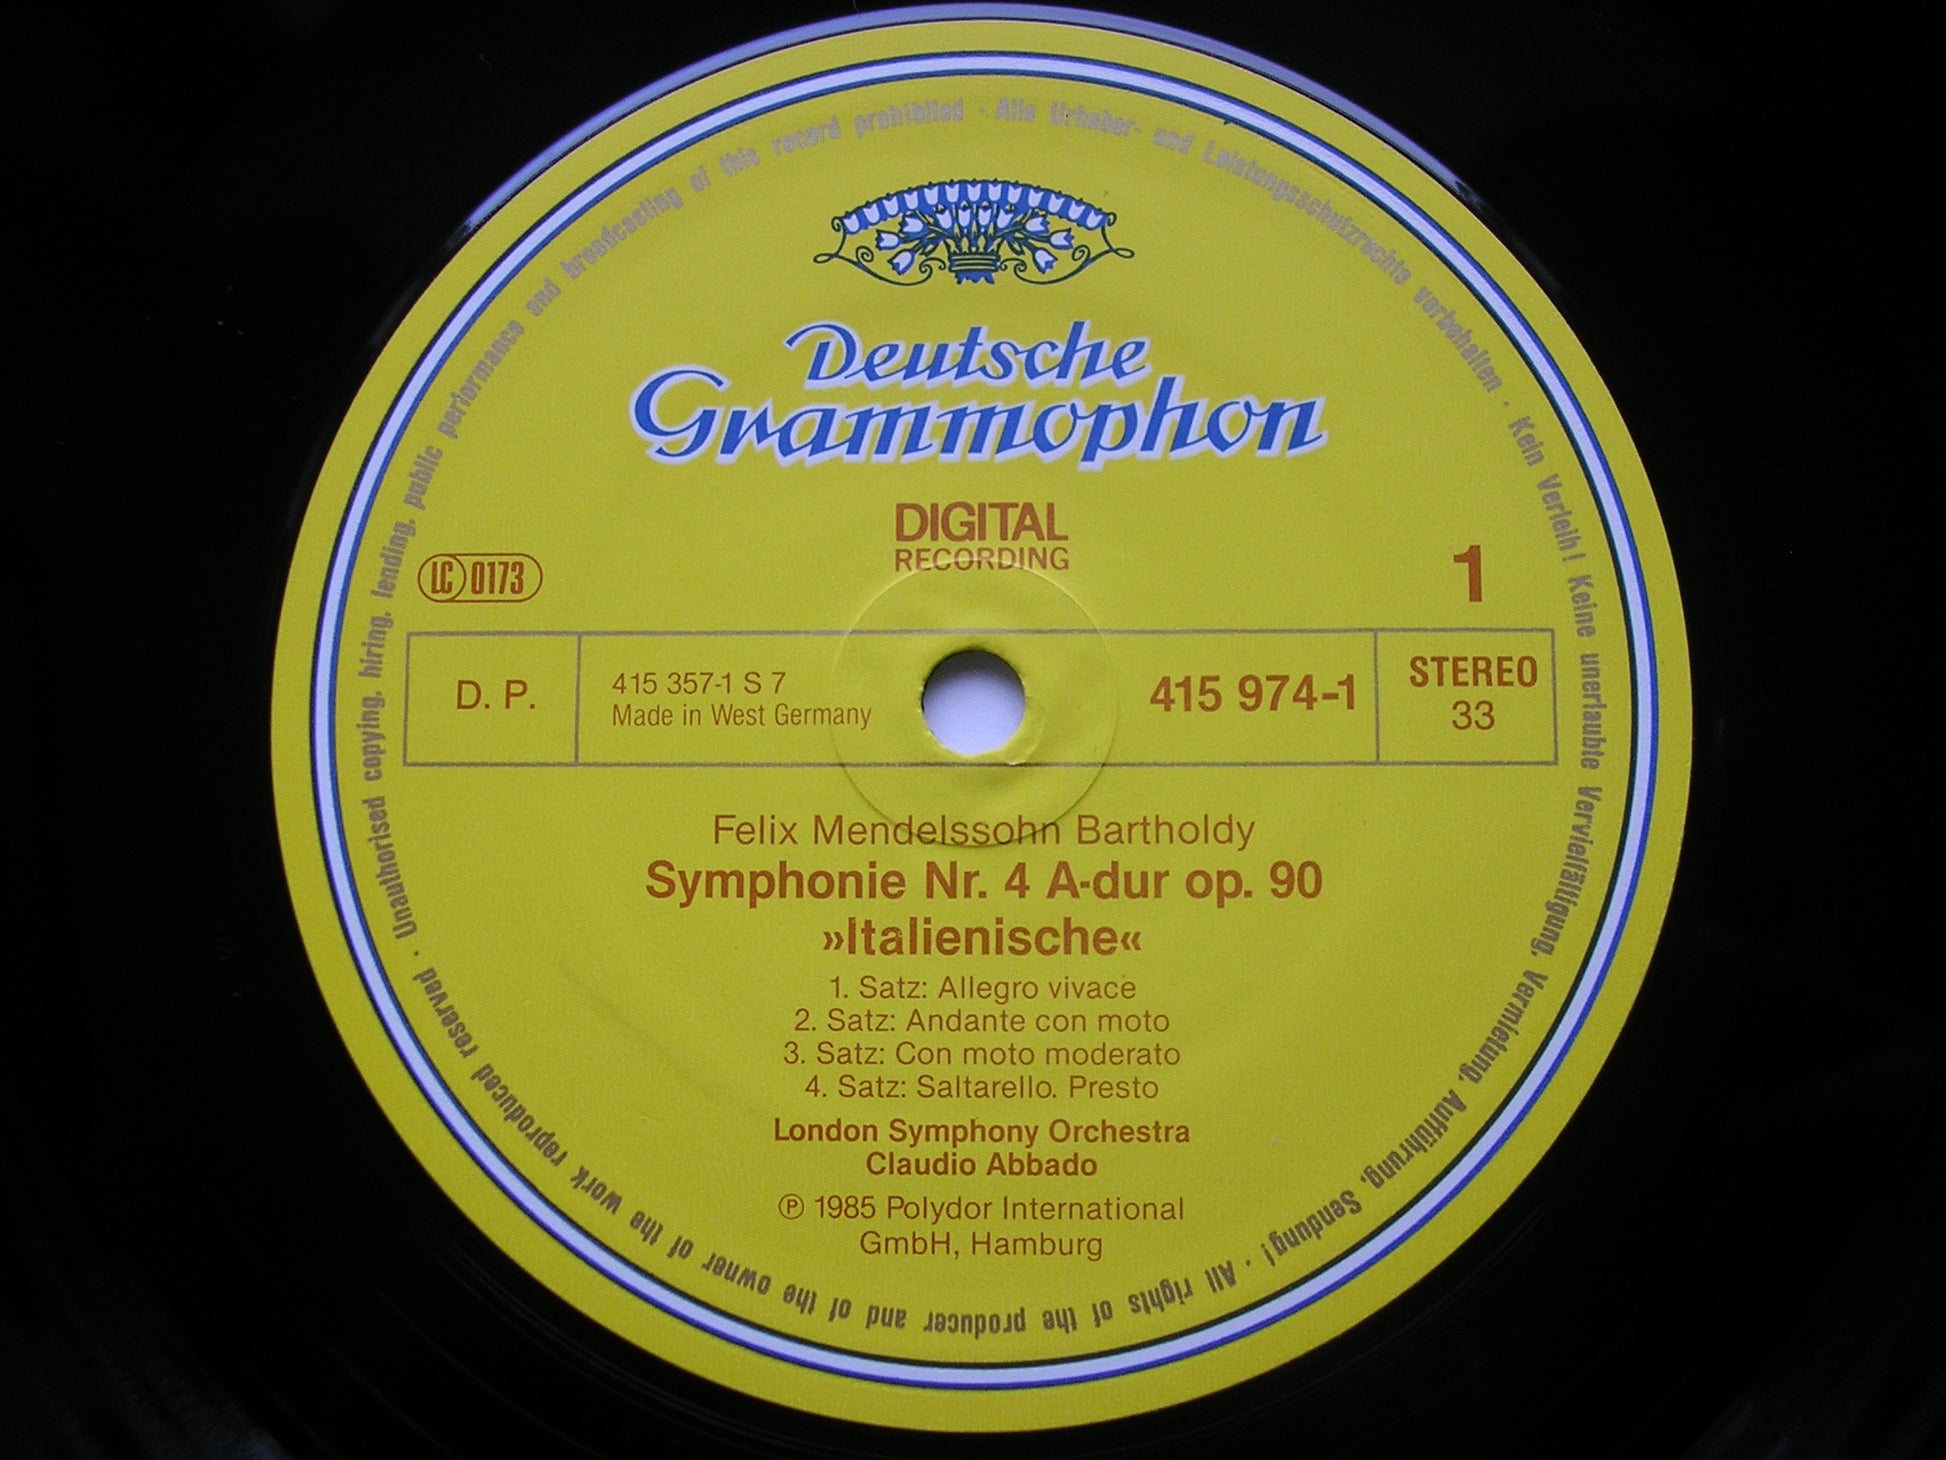 Deutsche
Grammophon
DIGITAL
RECORDING
LC 0173
1
D. P.
415 357-1 S 7
Made in West Germany
415 974-1
STEREO
33
Felix Mendelssohn Bartholdy
Symphonie Nr. 4 A-dur op. 90
»Italienische«
1. Satz: Allegro vivace
2. Satz: Andante con moto
3. Satz: Con moto moderato
4. Satz: Saltarello. Presto
London Symphony Orchestra
Claudio Abbado
℗ 1985 Polydor International
GmbH, Hamburg
Alle Urheber- und Leistungsschutzrechte vorbehalten · Kein Verleih! Keine unerlaubte Vervielfältigung, Vermietung, Aufführung, Sendung! · All rights of the producer and of the owner of the work reproduced reserved · Unauthorised copying, hiring, lending, public performance and broadcasting of this record prohibited ·